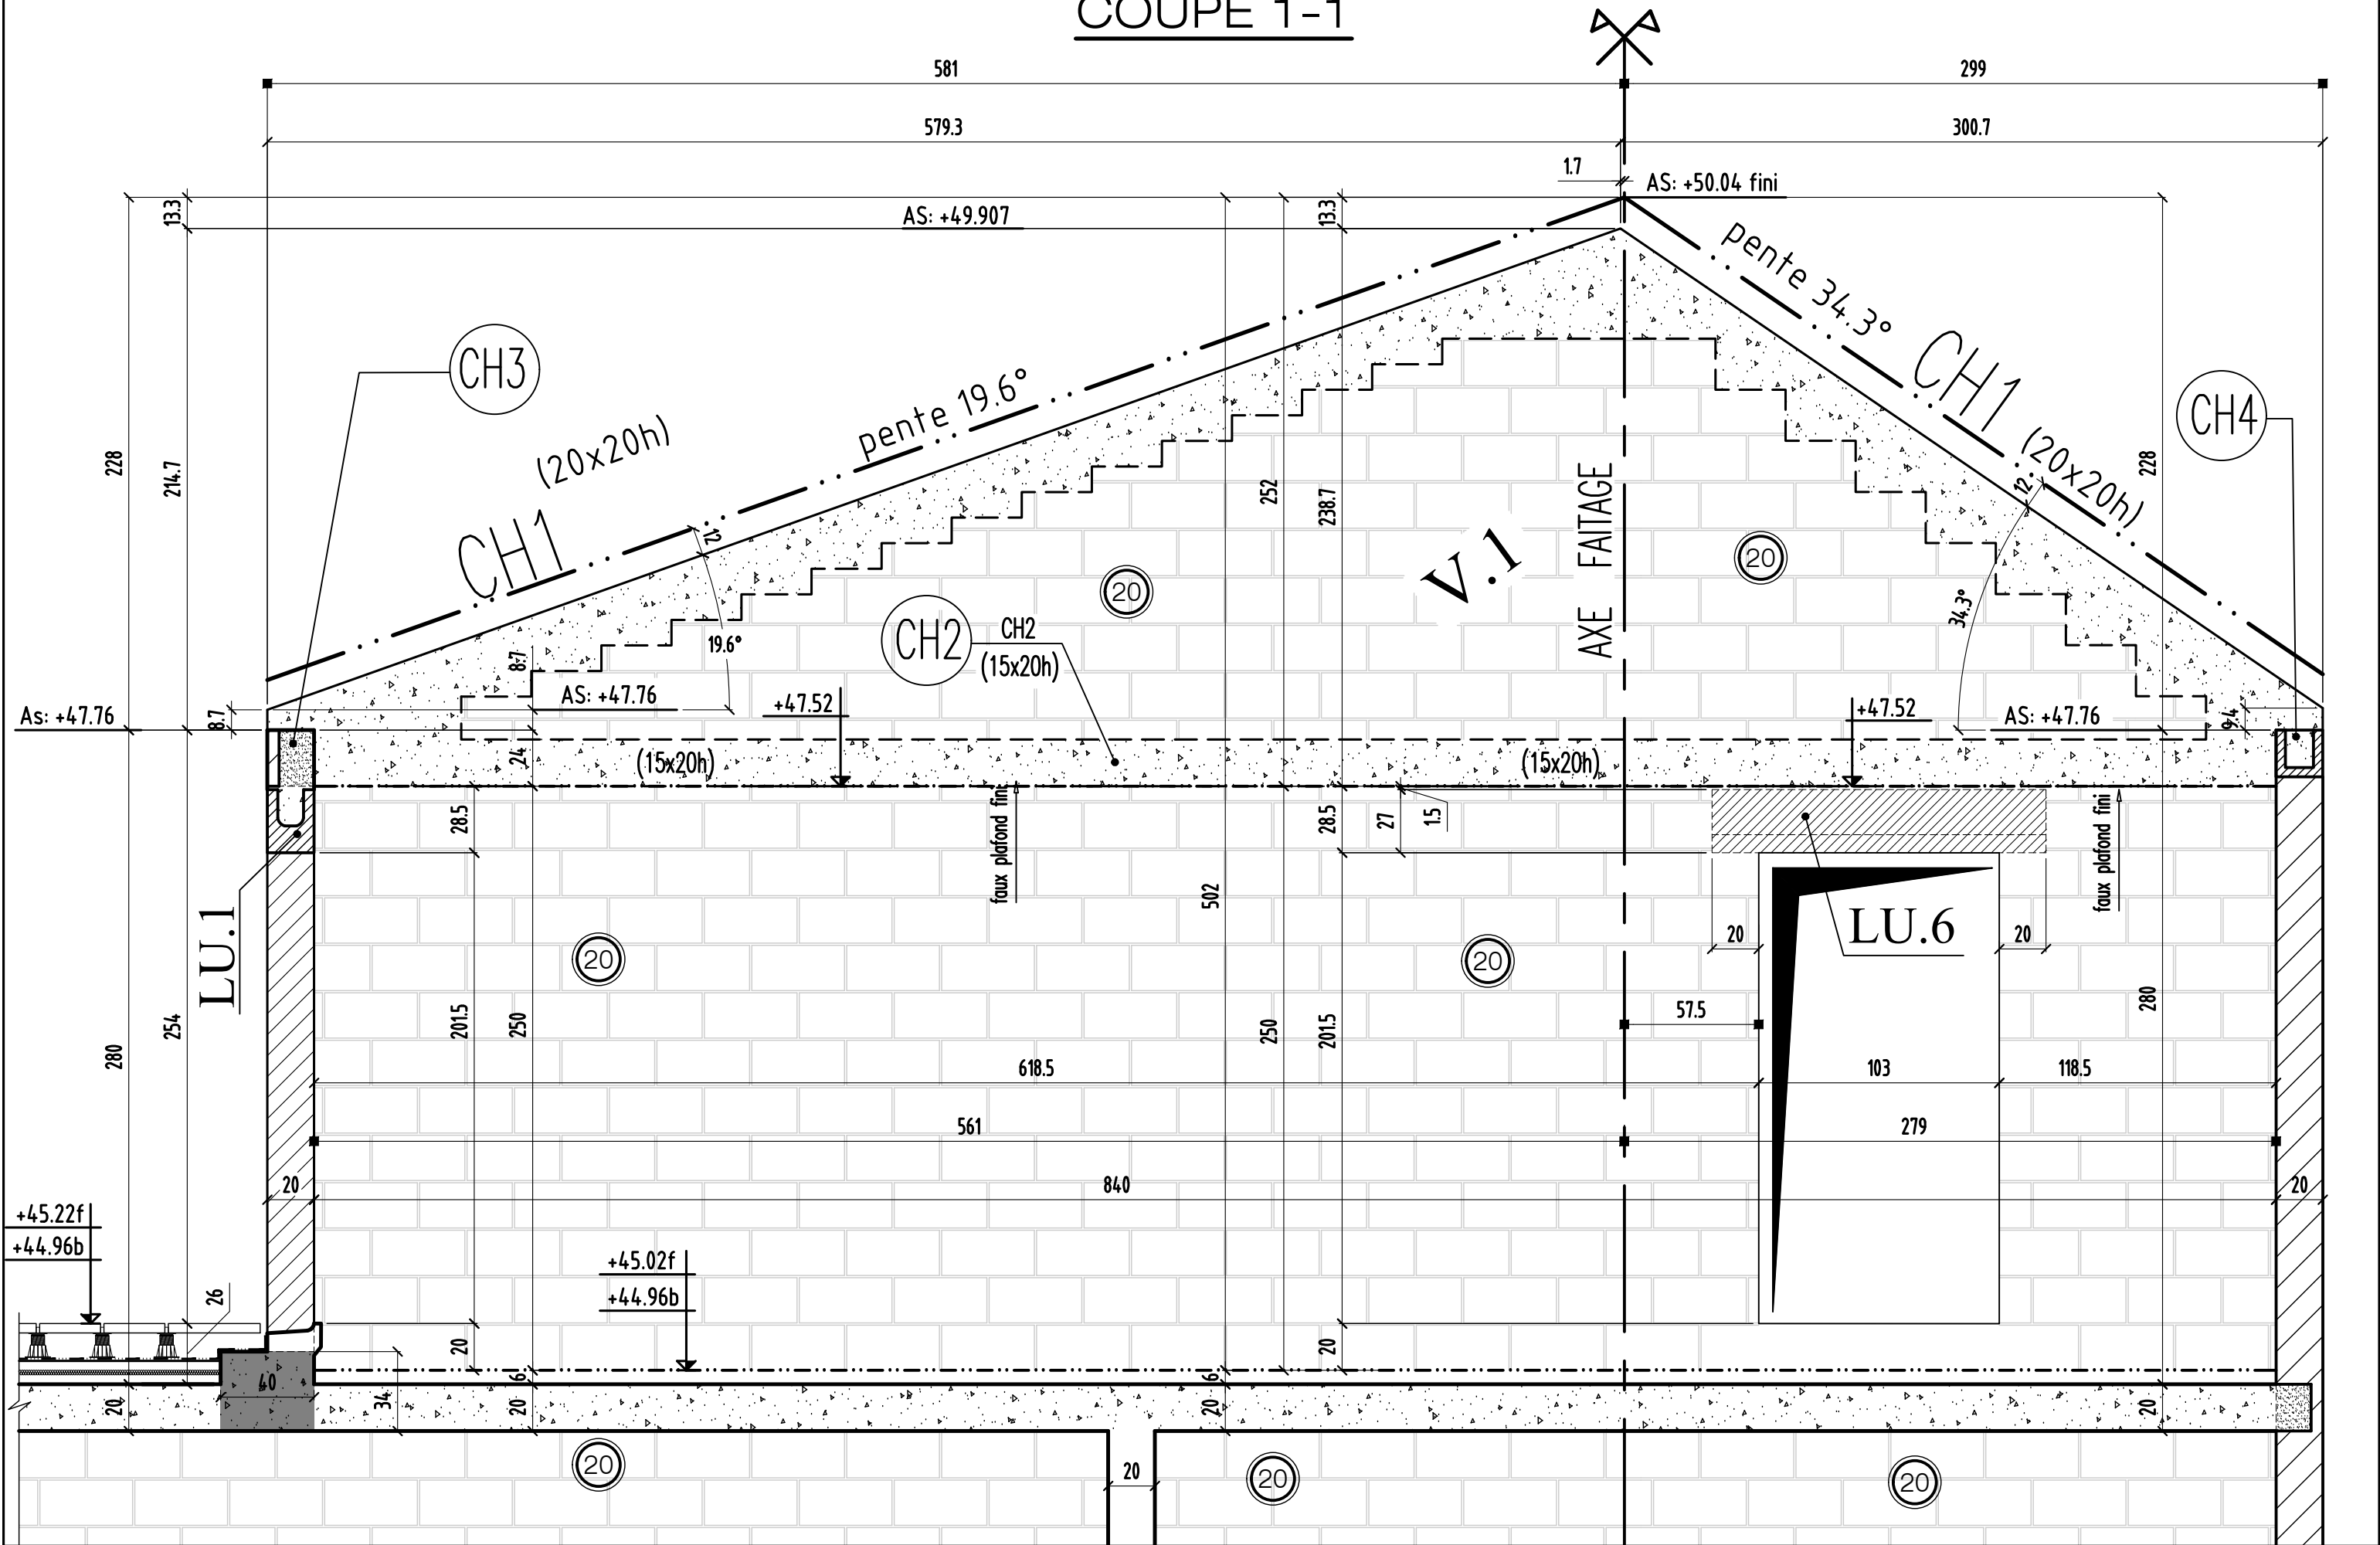 COUPE 1-1
581
299
579.3
300.7
1.7
AS: +50.04 fini
13.3
AS: +49.907
13.3
pente 34.3°
CH3
CH1
(20x20h)
CH4
(20x20h)
pente 19.6°
228
214.7
252
238.7
AXE FAITAGE
12
228
CH1
12
V.1
20
20
34.3°
19.6°
CH2
CH2
(15x20h)
8.7
As: +47.76
8.7
AS: +47.76
+47.52
+47.52
AS: +47.76
9.4
24
(15x20h)
(15x20h)
28.5
faux plafond fini
28.5
27
1.5
faux plafond fini
502
LU.1
LU.6
20
20
20
20
254
201.5
250
250
201.5
57.5
280
280
618.5
103
118.5
561
279
20
840
20
+45.22f
+44.96b
+45.02f
+44.96b
26
20
20
40
34
6
6
20
20
20
20
20
20
20
20